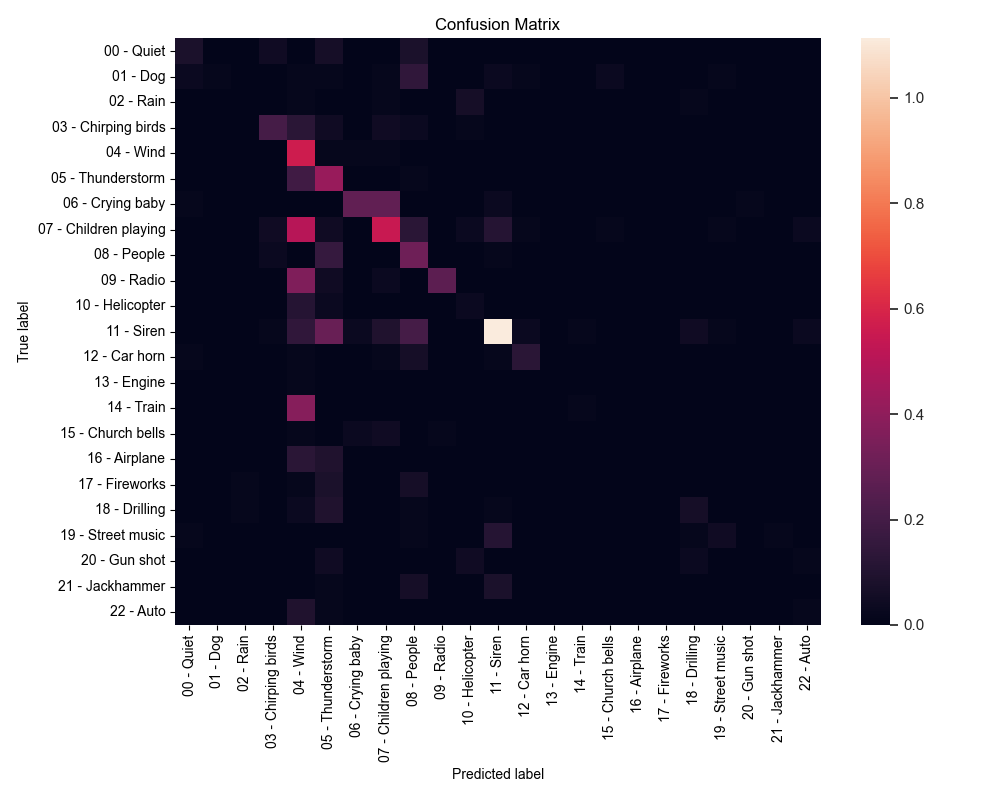 Confusion Matrix
True label
00 - Quiet
01 - Dog
02 - Rain
03 - Chirping birds
04 - Wind
05 - Thunderstorm
06 - Crying baby
07 - Children playing
08 - People
09 - Radio
10 - Helicopter
11 - Siren
12 - Car horn
13 - Engine
14 - Train
15 - Church bells
16 - Airplane
17 - Fireworks
18 - Drilling
19 - Street music
20 - Gun shot
21 - Jackhammer
22 - Auto
00 - Quiet
01 - Dog
02 - Rain
03 - Chirping birds
04 - Wind
05 - Thunderstorm
06 - Crying baby
07 - Children playing
08 - People
09 - Radio
10 - Helicopter
11 - Siren
12 - Car horn
13 - Engine
14 - Train
15 - Church bells
16 - Airplane
17 - Fireworks
18 - Drilling
19 - Street music
20 - Gun shot
21 - Jackhammer
22 - Auto
Predicted label
1.0
0.8
0.6
0.4
0.2
0.0